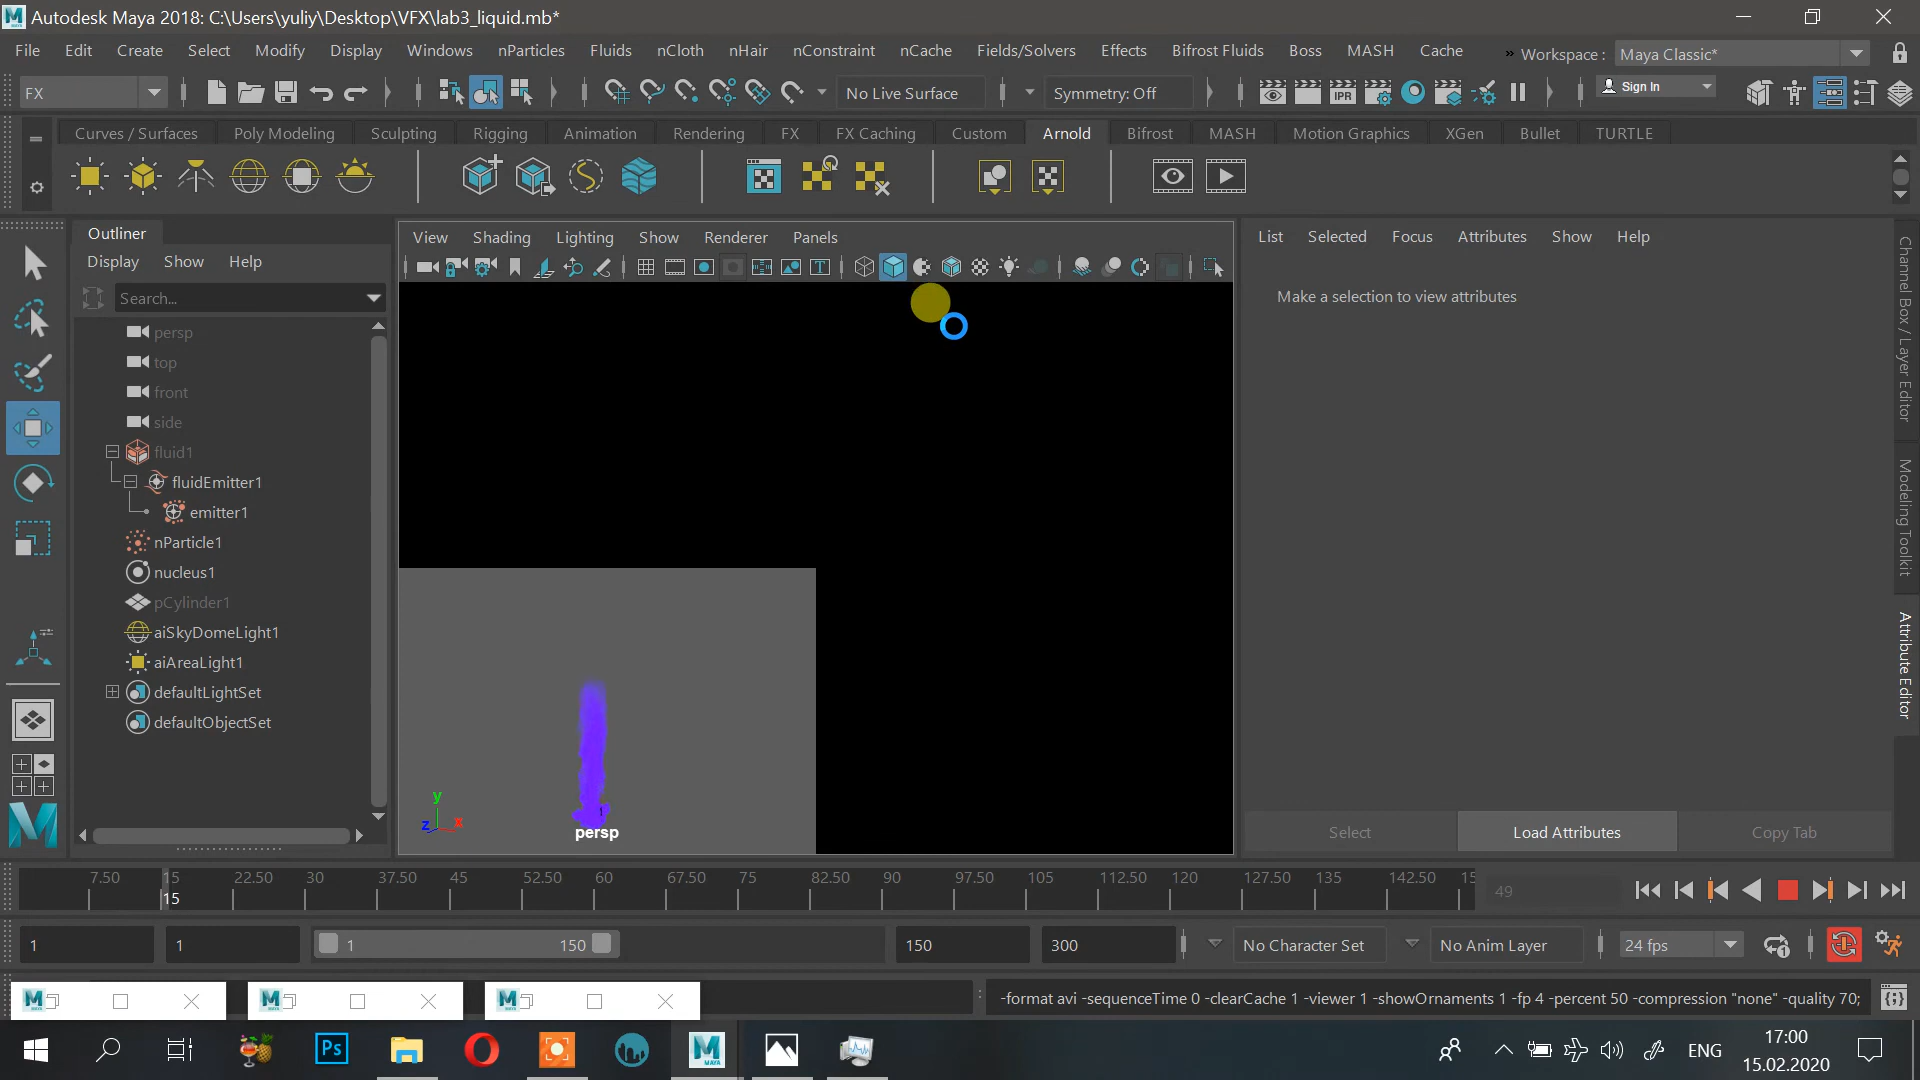 Autodesk Maya 2018: C:\Users\yuliy\Desktop\VFX\lab3_liquid.mb*
File Edit Create Select Modify Display Windows nParticles Fluids nCloth nHair nConstraint nCache Fields/Solvers Effects Bifrost Fluids Boss MASH Cache » Workspace : Maya Classic*
FX No Live Surface Symmetry: Off IPR Sign In
Curves / Surfaces Poly Modeling Sculpting Rigging Animation Rendering FX FX Caching Custom Arnold Bifrost MASH Motion Graphics XGen Bullet TURTLE
Outliner
Display Show Help
Search...
persp
top
front
side
fluid1
fluidEmitter1
emitter1
nParticle1
nucleus1
pCylinder1
aiSkyDomeLight1
aiAreaLight1
defaultLightSet
defaultObjectSet
View Shading Lighting Show Renderer Panels
y
z x
persp
List Selected Focus Attributes Show Help
Make a selection to view attributes
Select Load Attributes Copy Tab
Channel Box / Layer Editor
Modeling Toolkit
Attribute Editor
7.50 15 22.50 30 37.50 45 52.50 60 67.50 75 82.50 90 97.50 105 112.50 120 127.50 135 142.50 15
15
49
1 1 1 150 150 300 No Character Set No Anim Layer 24 fps
-format avi -sequenceTime 0 -clearCache 1 -viewer 1 -showOrnaments 1 -fp 4 -percent 50 -compression "none" -quality 70;
Ps MAYA ENG
17:00
15.02.2020